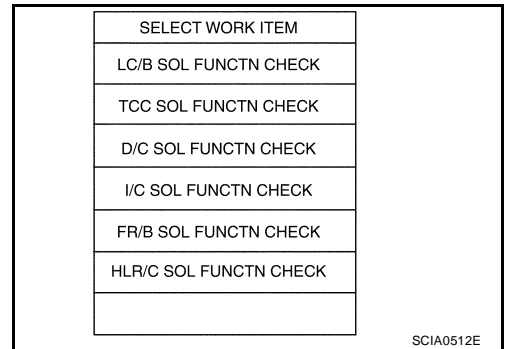 SELECT WORK ITEM
LC/B SOL FUNCTN CHECK
TCC SOL FUNCTN CHECK
D/C SOL FUNCTN CHECK
I/C SOL FUNCTN CHECK
FR/B SOL FUNCTN CHECK
HLR/C SOL FUNCTN CHECK
SCIA0512E